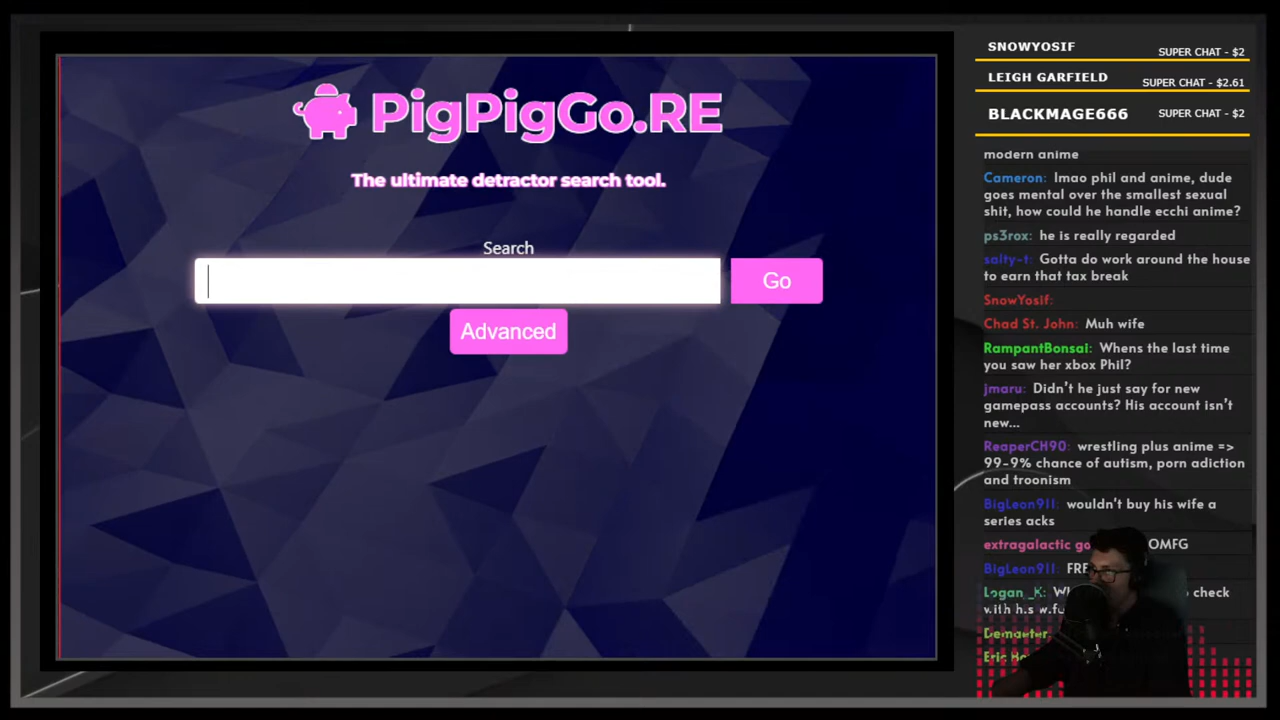 PigPigGo.RE
The ultimate detractor search tool.
Search
Go
Advanced
SNOWYOSIF
SUPER CHAT - $2
LEIGH GARFIELD
SUPER CHAT - $2.61
BLACKMAGE666
SUPER CHAT - $2
modern anime
Cameron: lmao phil and anime, dude
goes mental over the smallest sexual
shit, how could he handle ecchi anime?
ps3rox: he is really regarded
salty-t: Gotta do work around the house
to earn that tax break
SnowYosif:
Chad St. John: Muh wife
RampantBonsai: Whens the last time
you saw her xbox Phil?
jmaru: Didn't he just say for new
gamepass accounts? His account isn't
new...
ReaperCH90: wrestling plus anime =>
99-9% chance of autism, porn adiction
and troonism
BigLeon911: wouldn't buy his wife a
series acks
extragalactic OMFG
BigLeon911:
Logan_K: check
with his